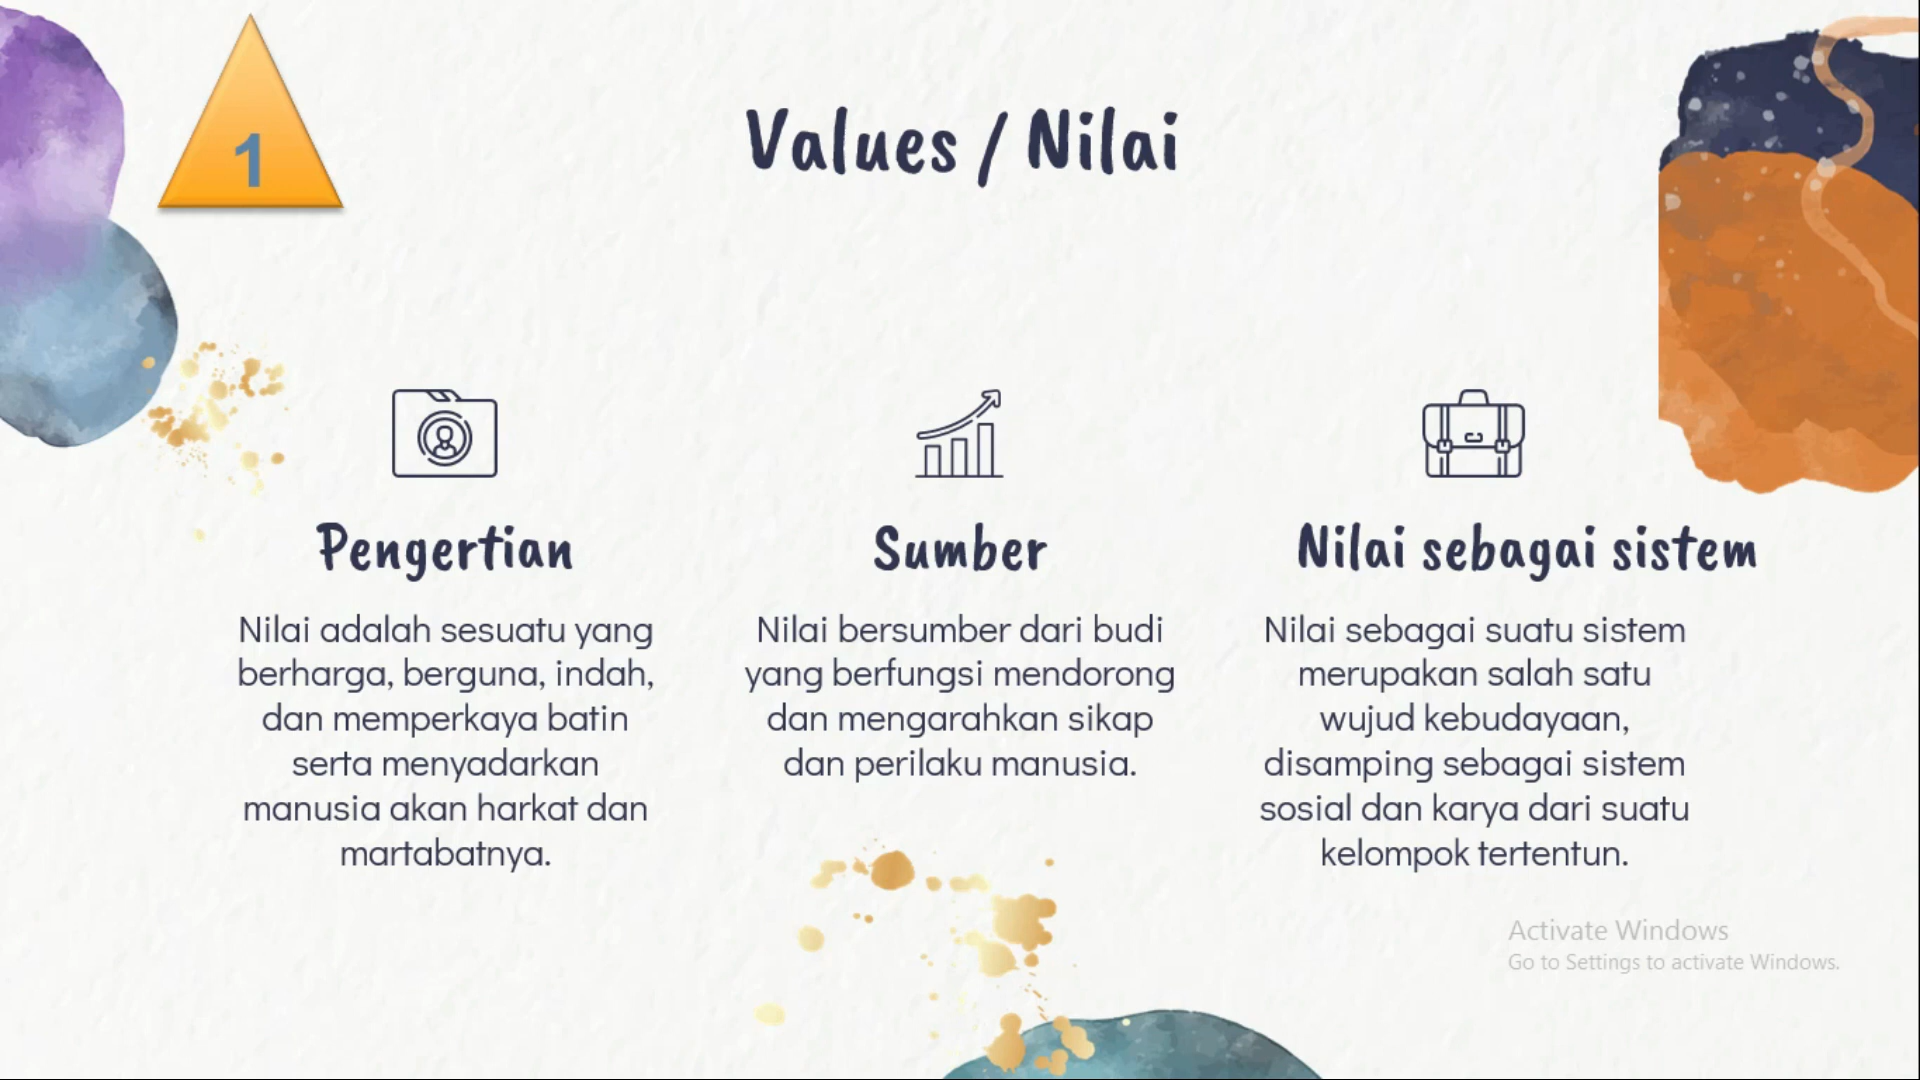 1
Values / Nilai
Pengertian
Nilai adalah sesuatu yang
berharga, berguna, indah,
dan memperkaya batin
serta menyadarkan
manusia akan harkat dan
martabatnya.
Sumber
Nilai bersumber dari budi
yang berfungsi mendorong
dan mengarahkan sikap
dan perilaku manusia.
Nilai sebagai sistem
Nilai sebagai suatu sistem
merupakan salah satu
wujud kebudayaan,
disamping sebagai sistem
sosial dan karya dari suatu
kelompok tertentun.
Activate Windows
Go to Settings to activate Windows.